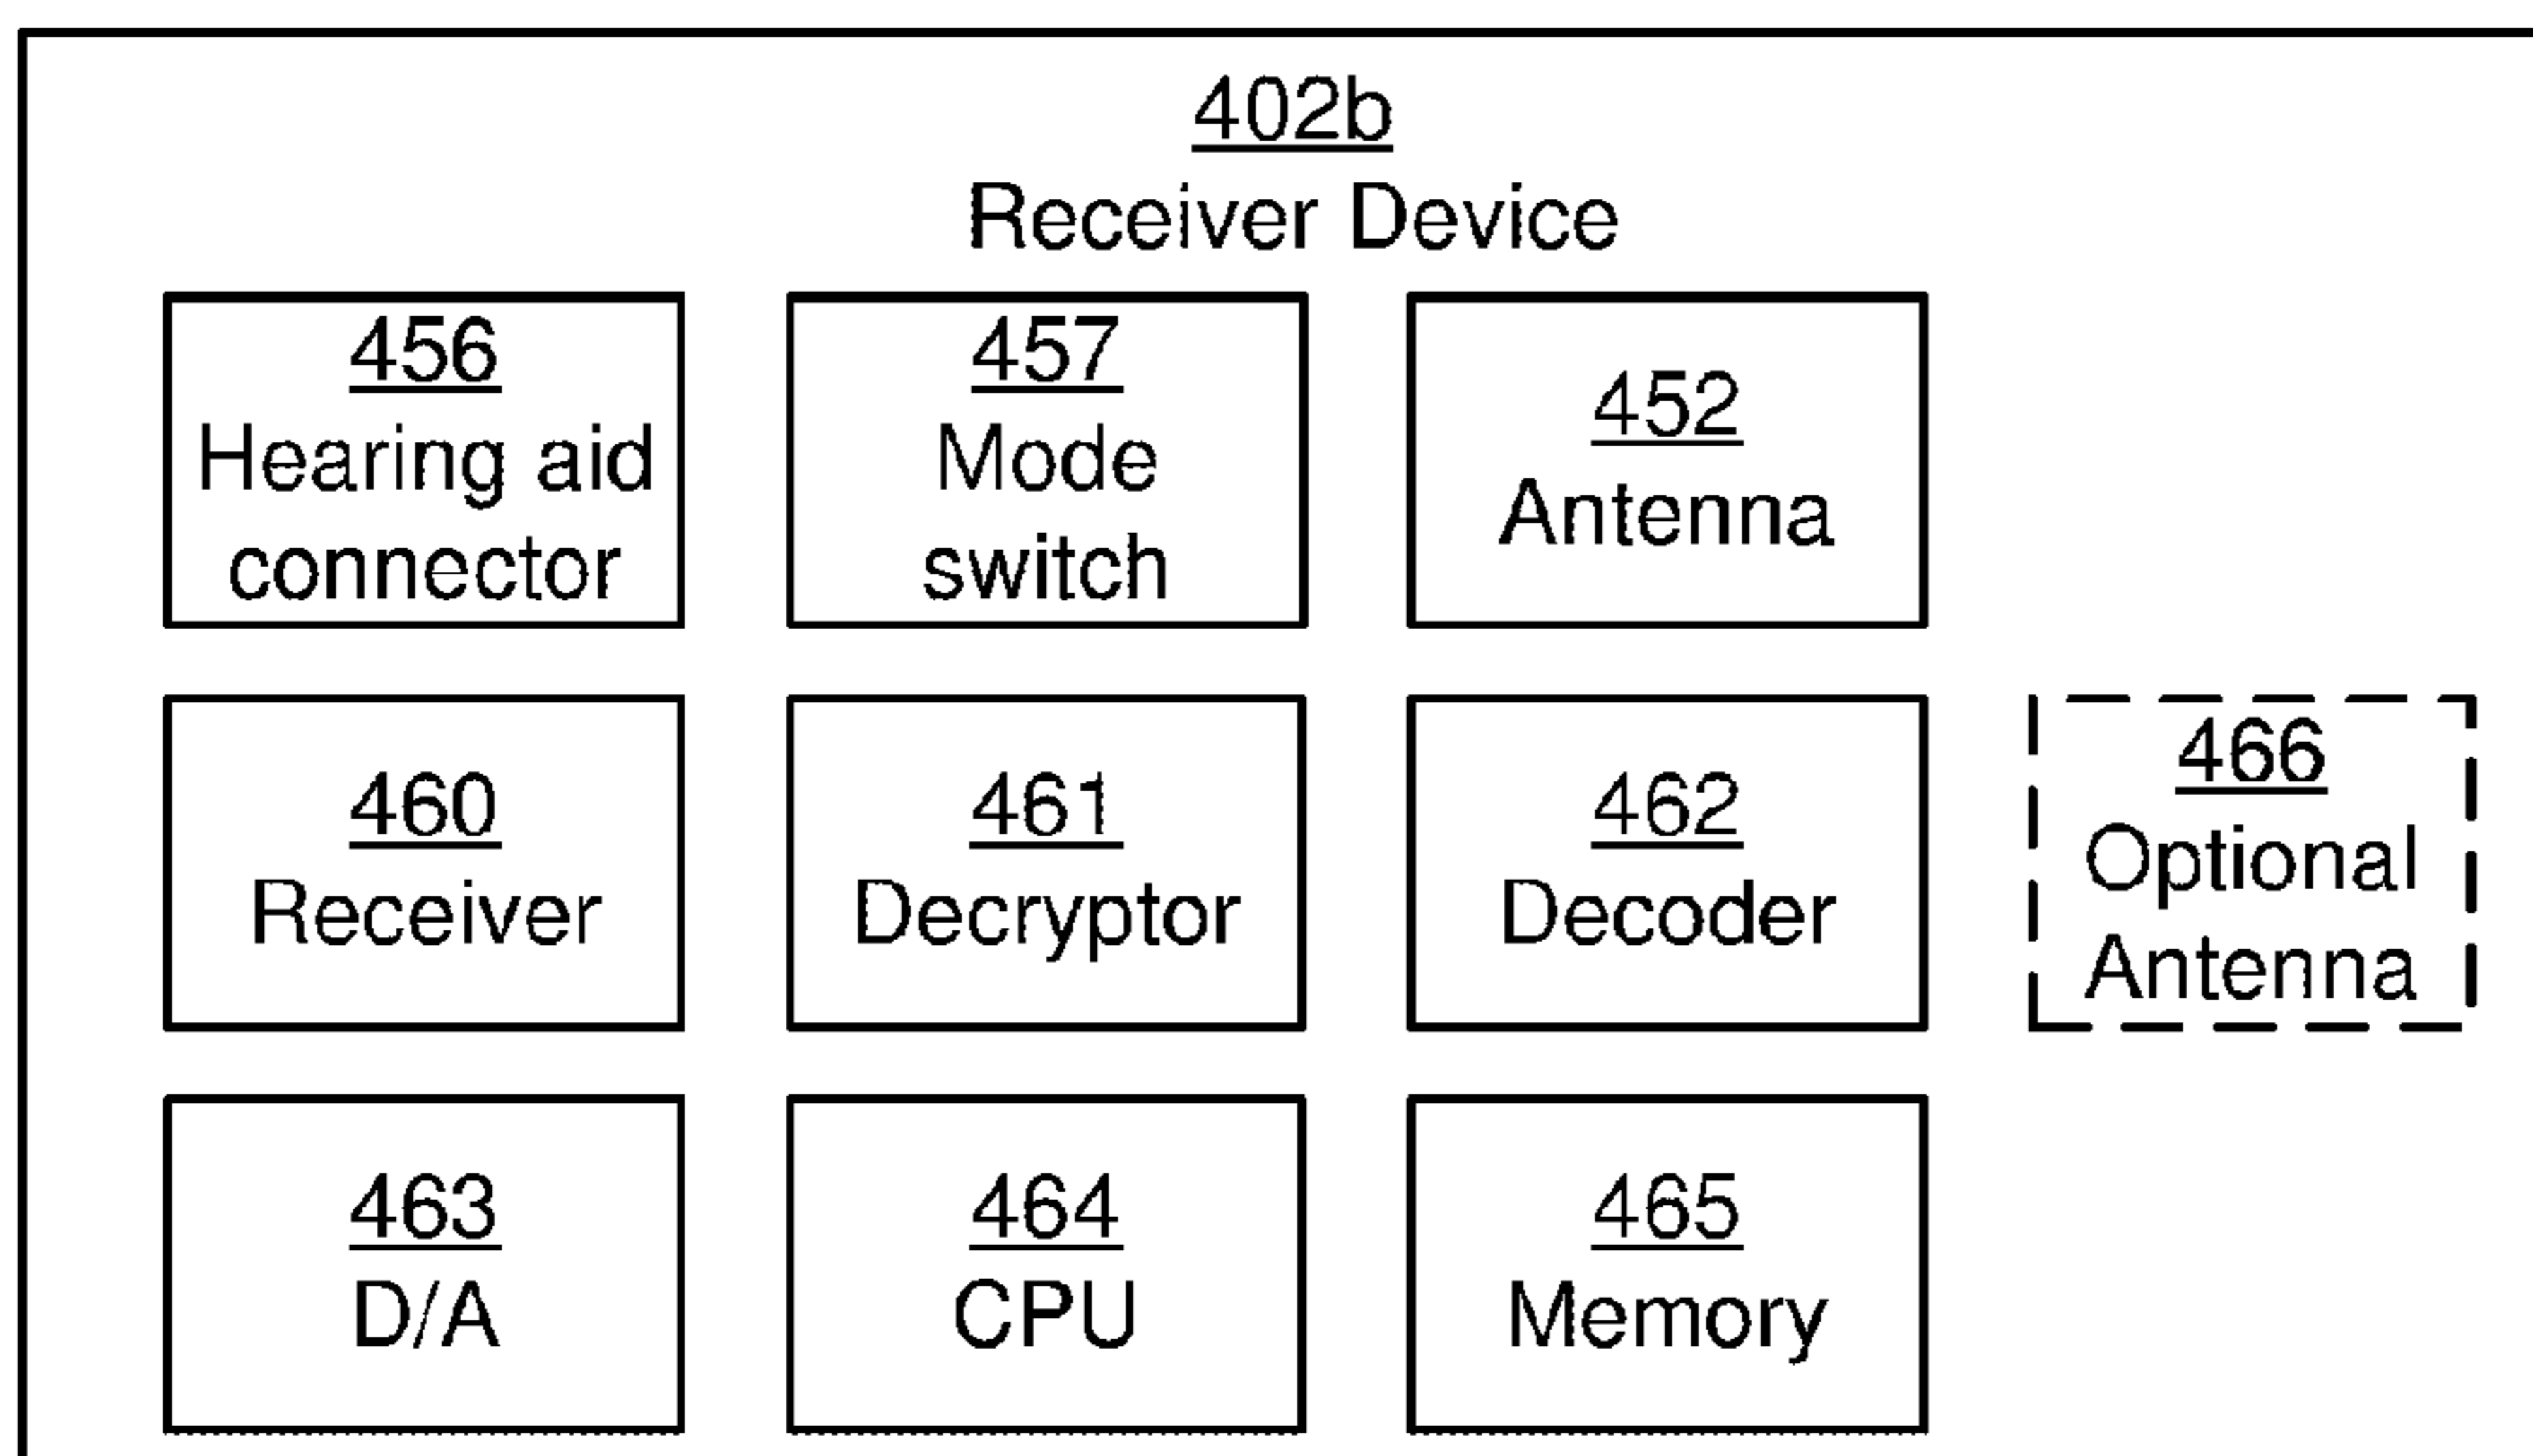 402b
Receiver Device
456
Hearing aid
connector
457
Mode
switch
452
Antenna
460
Receiver
461
Decryptor
462
Decoder
466
Optional
Antenna
463
D/A
464
CPU
465
Memory